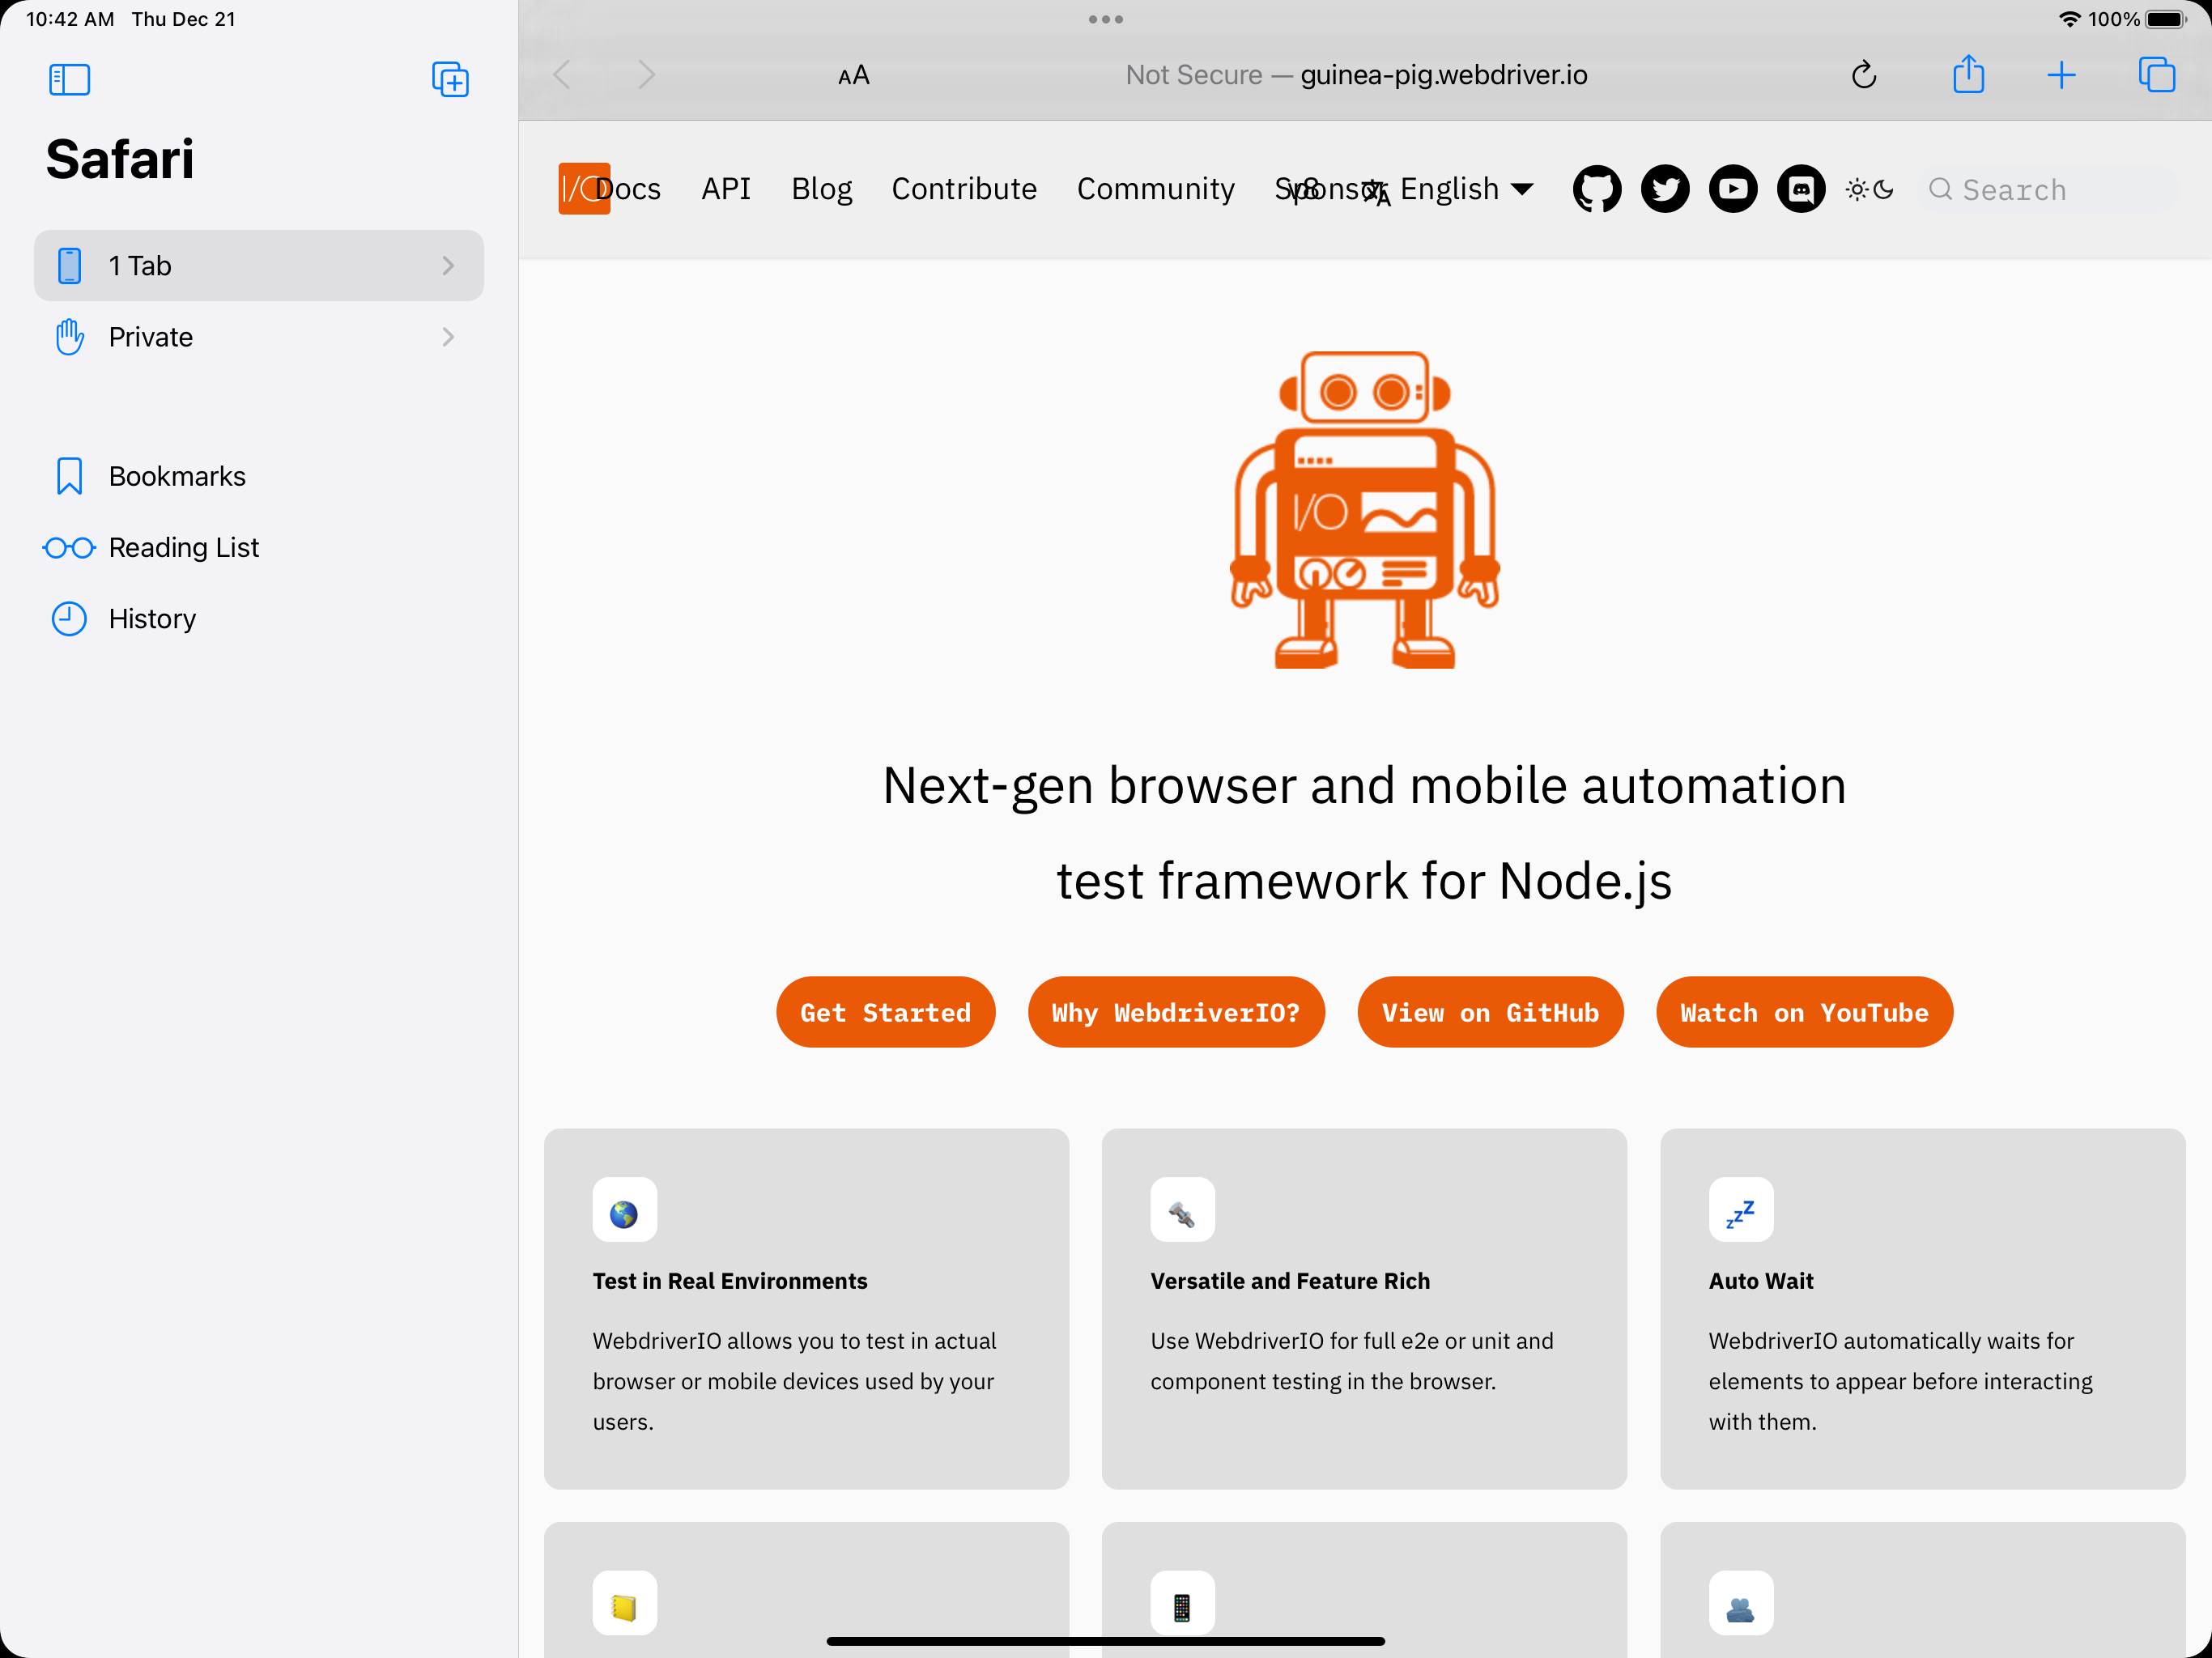 10:42 AM Thu Dec 21
100%
Safari
1 Tab
Private
Bookmarks
Reading List
History
AA
Not Secure — guinea-pig.webdriver.io
I/O
Docs API Blog Contribute Community Sponsor v8 English Search
I/O
Next-gen browser and mobile automation
test framework for Node.js
Get Started Why WebdriverIO? View on GitHub Watch on YouTube
zzZ
Test in Real Environments
WebdriverIO allows you to test in actual
browser or mobile devices used by your
users.
Versatile and Feature Rich
Use WebdriverIO for full e2e or unit and
component testing in the browser.
Auto Wait
WebdriverIO automatically waits for
elements to appear before interacting
with them.